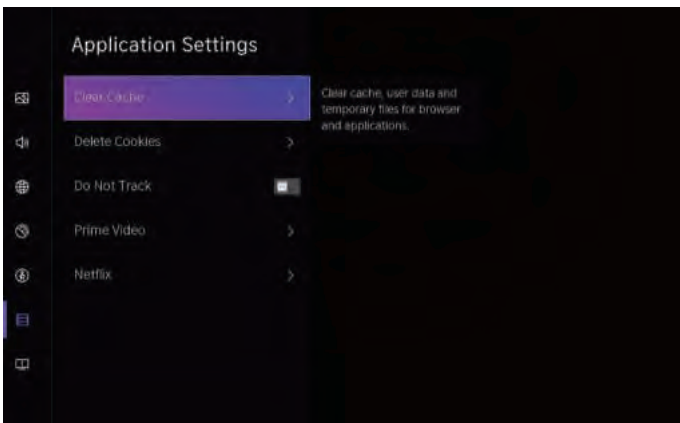 Application Settings
Clear Cache
Clear cache, user data and
temporary files for browser
and applications.
Delete Cookies
Do Not Track
Prime Video
Netflix